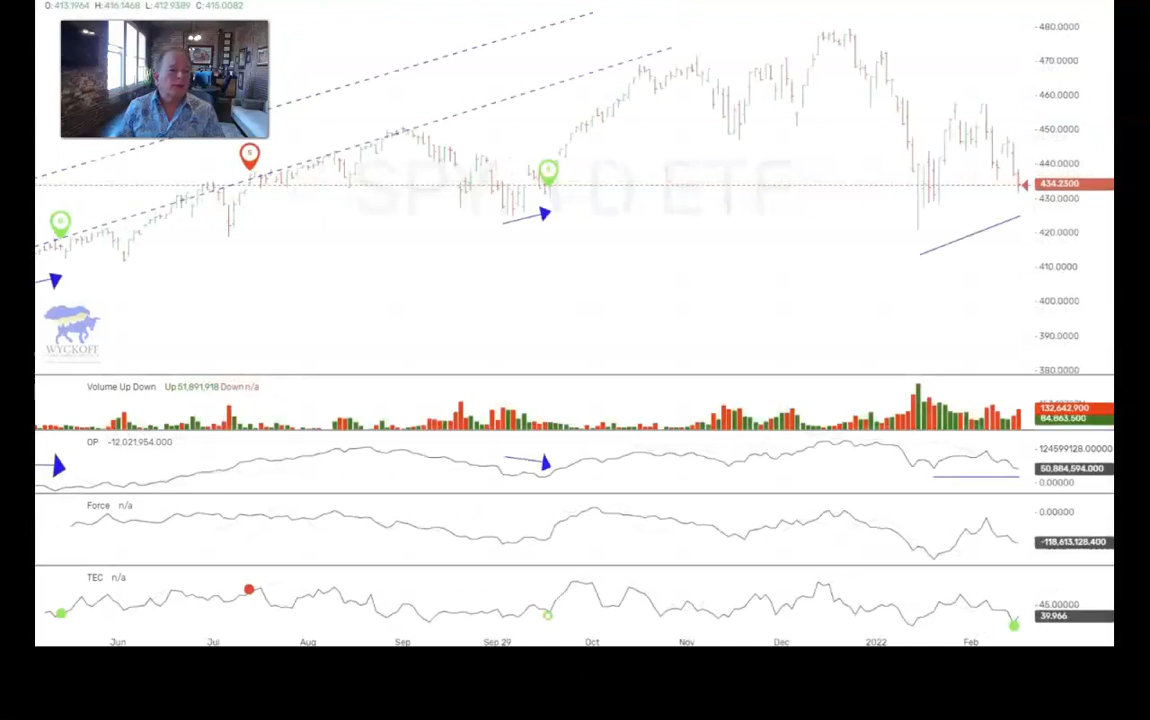 O:413.1964 H:416.1468 L:412.9389 C:415.0082
480.0000
470.0000
460.0000
450.0000
S
440.0000
SPY - D ETF
434.2300
430.0000
420.0000
410.0000
400.0000
WYCKOFF
390.0000
380.0000
Volume Up Down Up 51,891,918 Down n/a
132,642,900
84,863,500
OP -12,021,954.000
124599128.00000
50,884,594.000
0.00000
Force n/a
0.00000
-118,613,128.400
TEC n/a
45.00000
39.966
Jun Jul Aug Sep Sep 29 Oct Nov Dec 2022 Feb